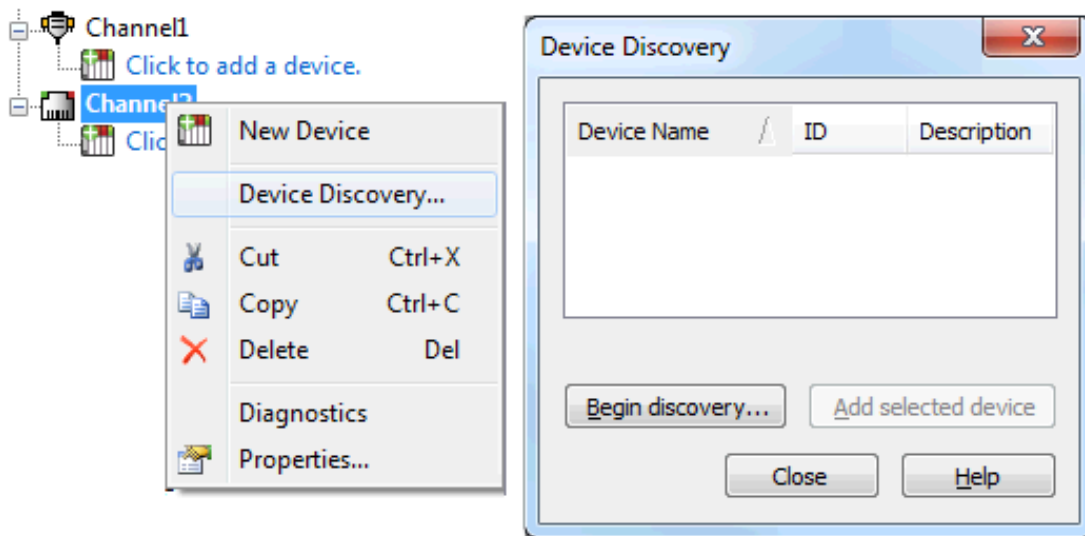 Channel1
Click to add a device.
Channel2
Clic
New Device
Device Discovery...
Cut Ctrl+X
Copy Ctrl+C
Delete Del
Diagnostics
Properties...
Device Discovery
Device Name ID Description
Begin discovery... Add selected device
Close Help